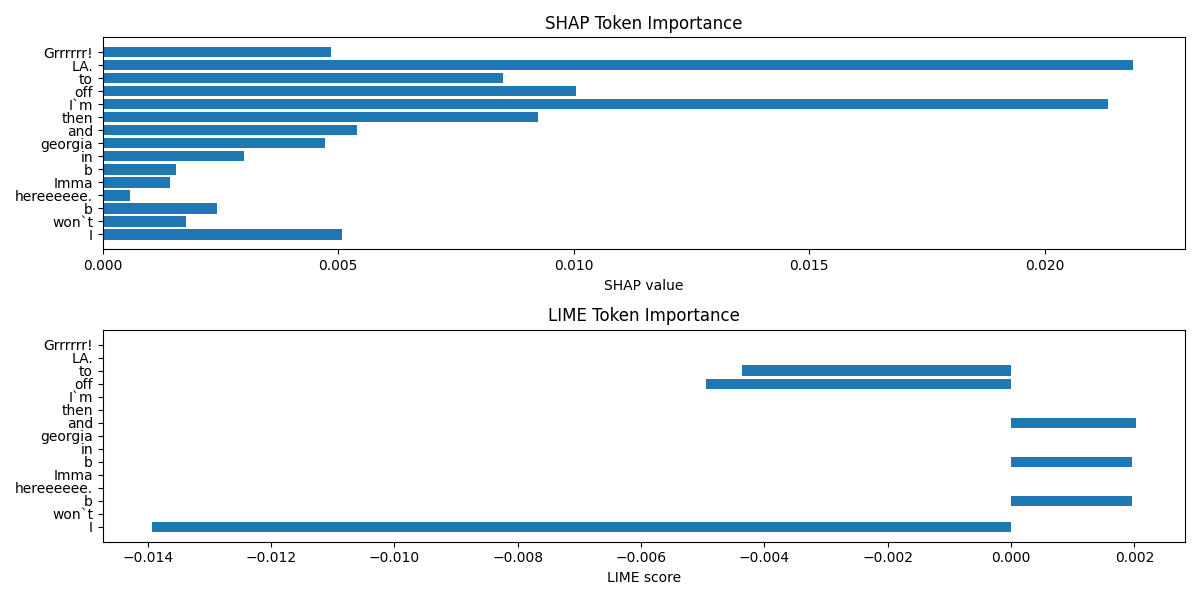 SHAP Token Importance
Grrrrrr!
LA.
to
off
I`m
then
and
georgia
in
b
Imma
hereeeeee.
b
won`t
I
0.000 0.005 0.010 0.015 0.020
SHAP value
LIME Token Importance
Grrrrrr!
LA.
to
off
I`m
then
and
georgia
in
b
Imma
hereeeeee.
b
won`t
I
−0.014 −0.012 −0.010 −0.008 −0.006 −0.004 −0.002 0.000 0.002
LIME score